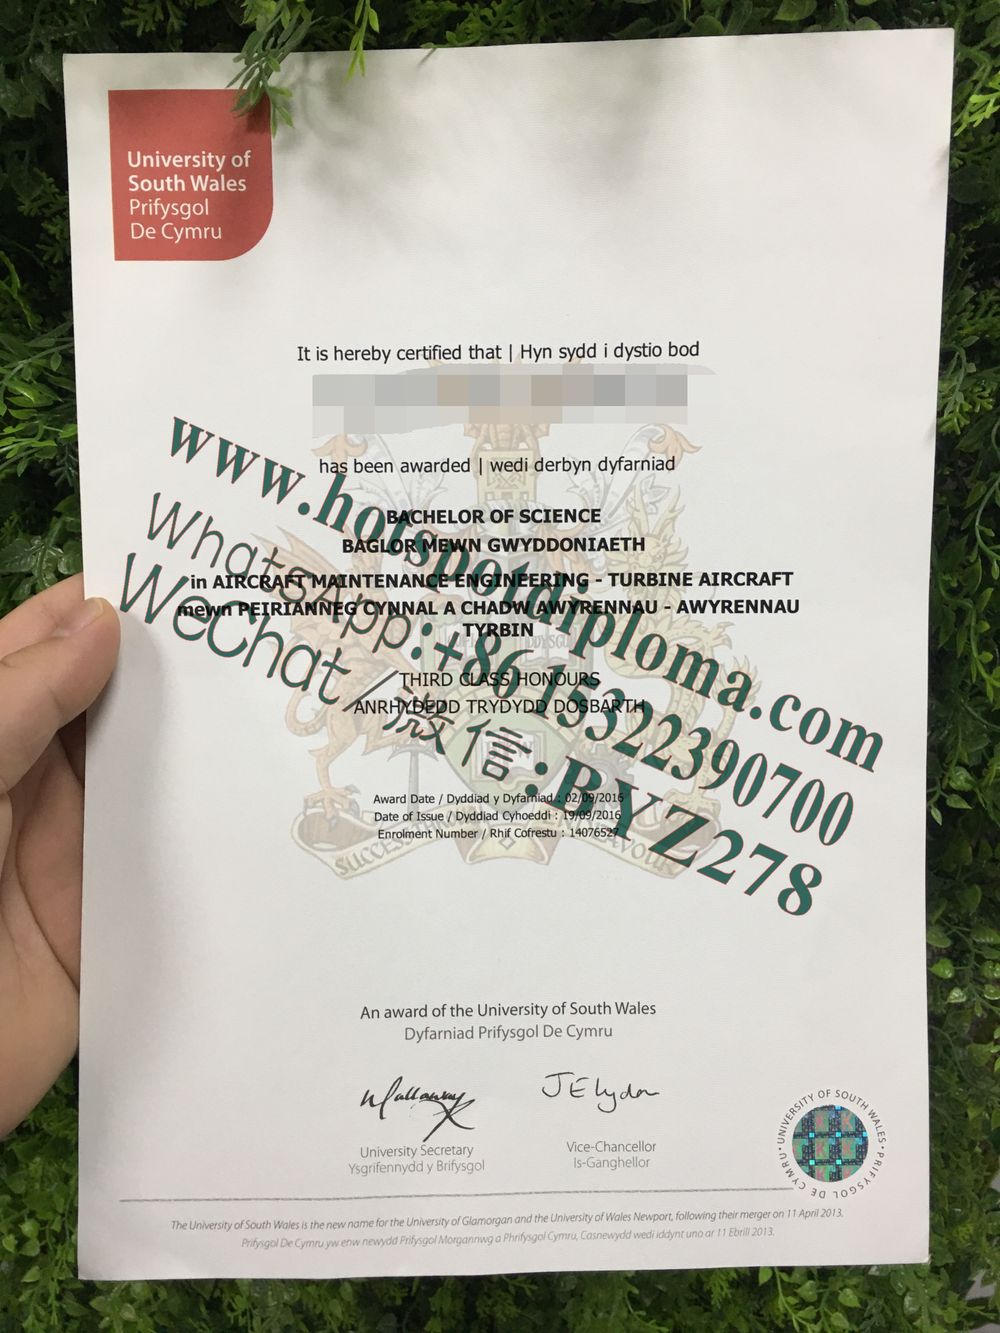 University of
South Wales
Prifysgol
De Cymru
It is hereby certified that | Hyn sydd i dystio bod
has been awarded | wedi derbyn dyfarniad
BACHELOR OF SCIENCE
BAGLOR MEWN GWYDDONIAETH
in AIRCRAFT MAINTENANCE ENGINEERING - TURBINE AIRCRAFT
mewn PEIRIANNEG CYNNAL A CHADW AWYRENNAU - AWYRENNAU
TYRBIN
THIRD CLASS HONOURS
ANRHYDEDD TRYDYDD DOSBARTH
Award Date / Dyddiad y Dyfarniad : 02/09/2016
Date of Issue / Dyddiad Cyhoeddi : 19/09/2016
Enrolment Number / Rhif Cofrestu : 14076527
www.hotspotdiploma.com
WhatsApp:+86 15322390700
WeChat/微信:BYZ278
An award of the University of South Wales
Dyfarniad Prifysgol De Cymru
University Secretary
Ysgrifennydd y Brifysgol
Vice-Chancellor
Is-Ganghellor
UNIVERSITY OF SOUTH WALES · PRIFYSGOL DE CYMRU ·
The University of South Wales is the new name for the University of Glamorgan and the University of Wales Newport, following their merger on 11 April 2013.
Prifysgol De Cymru yw enw newydd Prifysgol Morgannwg a Phrifysgol Cymru, Casnewydd wedi iddynt uno ar 11 Ebrill 2013.